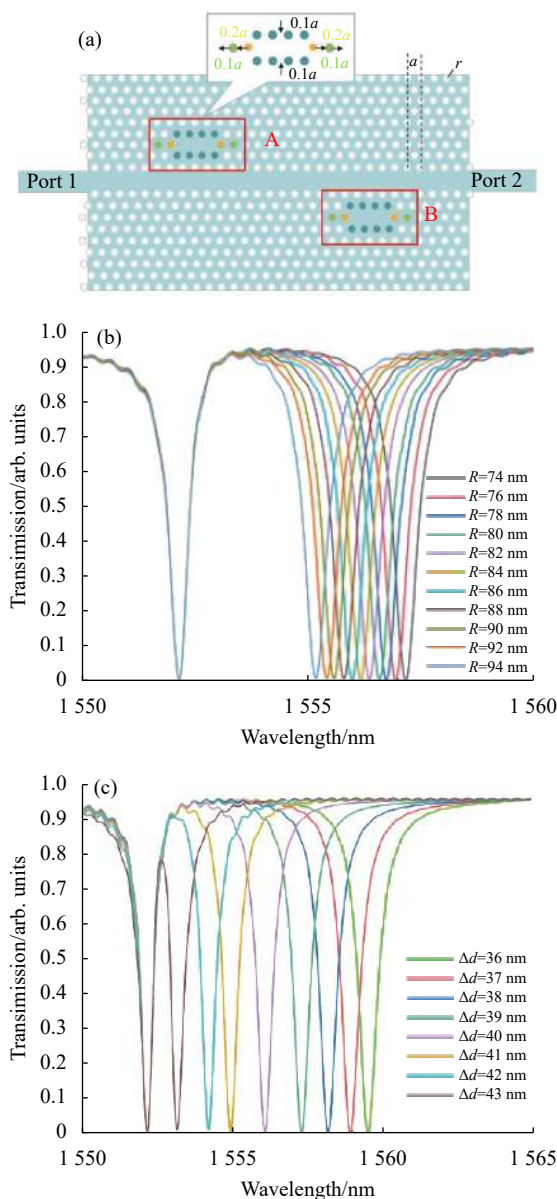 (a)
0.2a
0.1a
0.2a
0.1a
0.1a
0.1a
a
r
A
Port 1
Port 2
B
(b)
1.0
0.9
0.8
0.7
0.6
0.5
0.4
0.3
0.2
0.1
0
Transimission/arb. units
R=74 nm
R=76 nm
R=78 nm
R=80 nm
R=82 nm
R=84 nm
R=86 nm
R=88 nm
R=90 nm
R=92 nm
R=94 nm
1 550
1 555
1 560
Wavelength/nm
(c)
1.0
0.9
0.8
0.7
0.6
0.5
0.4
0.3
0.2
0.1
0
Transimission/arb. units
Δd=36 nm
Δd=37 nm
Δd=38 nm
Δd=39 nm
Δd=40 nm
Δd=41 nm
Δd=42 nm
Δd=43 nm
1 550
1 555
1 560
1 565
Wavelength/nm